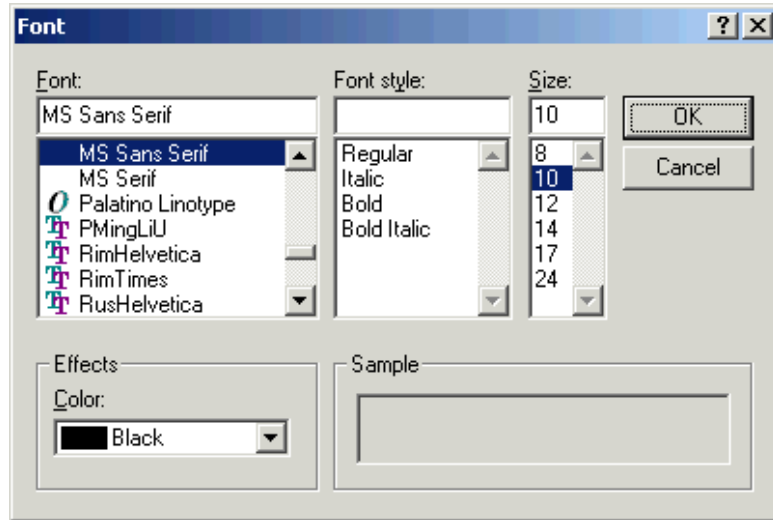 Font
Font:
Font style:
Size:
MS Sans Serif
10
OK
Cancel
MS Sans Serif
MS Serif
Palatino Linotype
PMingLiU
RimHelvetica
RimTimes
RusHelvetica
Regular
Italic
Bold
Bold Italic
8
10
12
14
17
24
Effects
Color:
Black
Sample